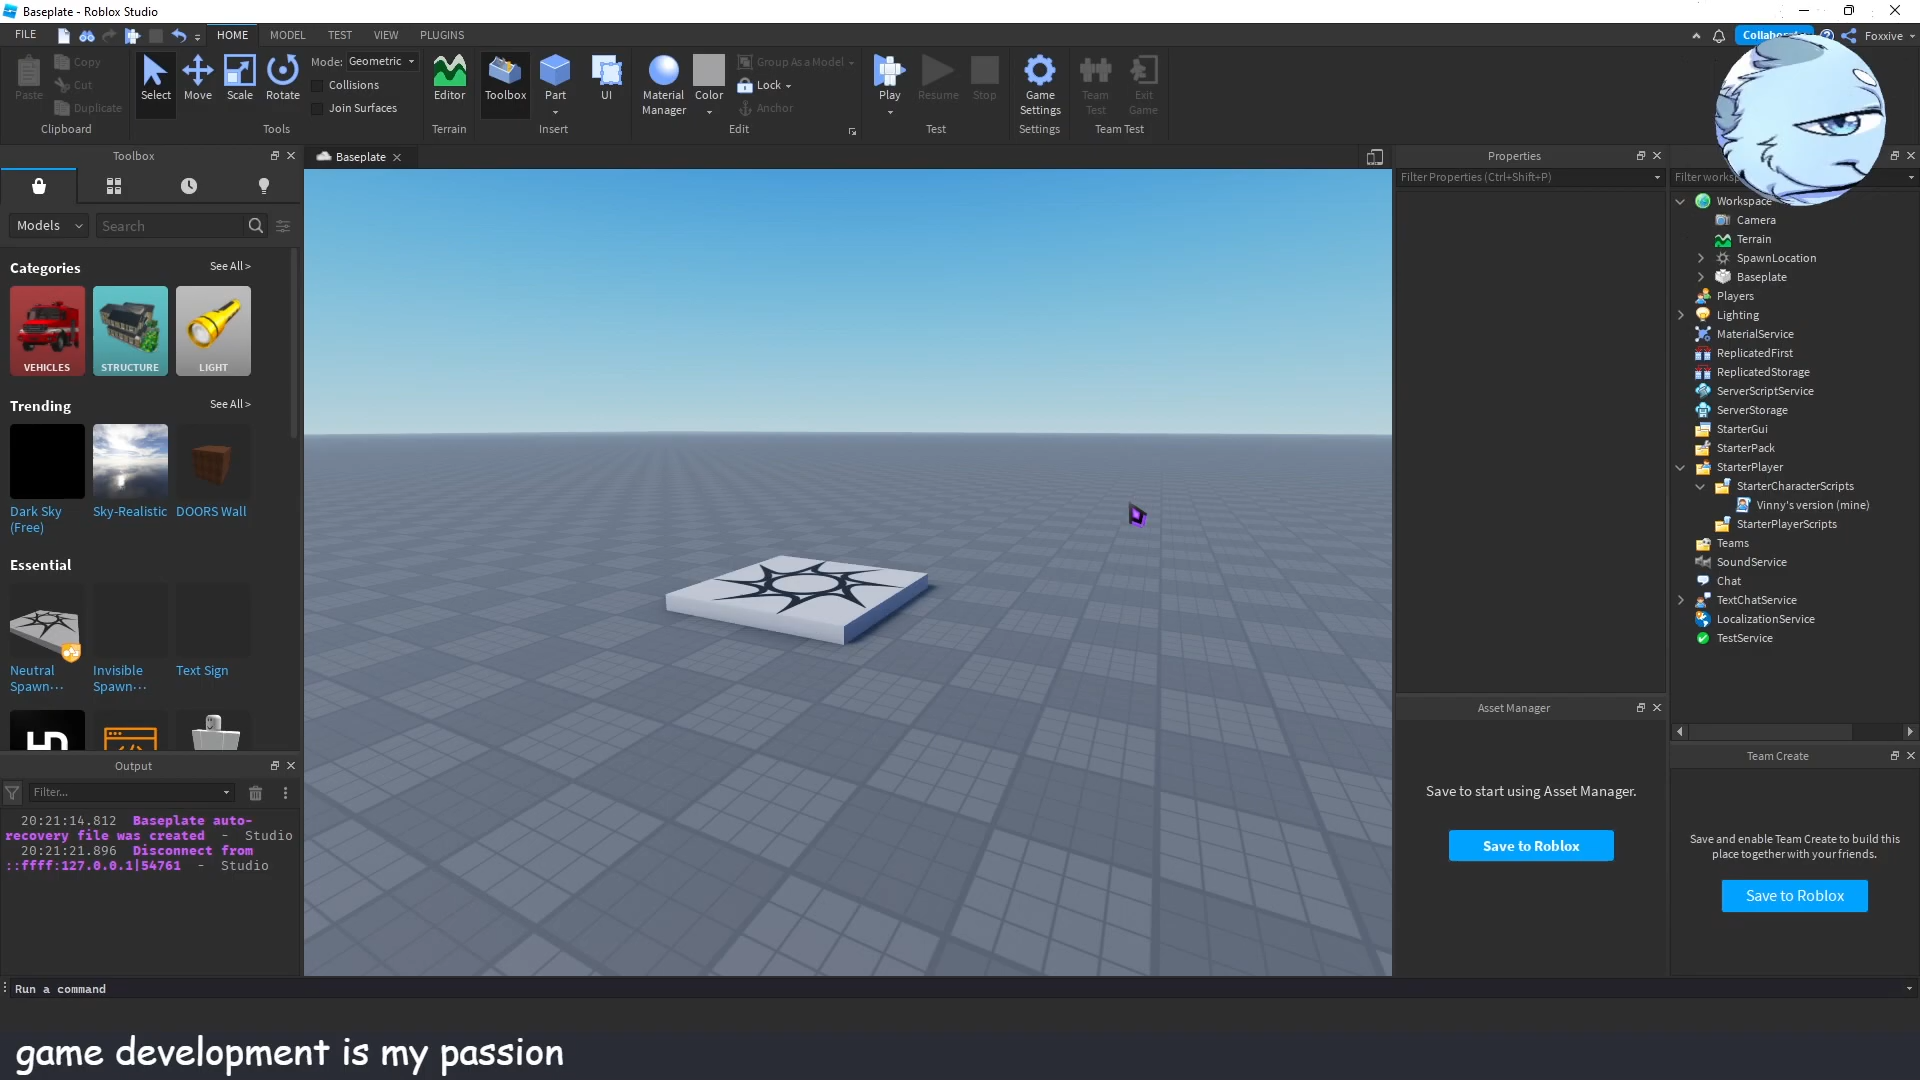 Baseplate - Roblox Studio
FILE
HOME
MODEL
TEST
VIEW
PLUGINS
Foxxive
Paste
Copy
Cut
Duplicate
Clipboard
Select
Move
Scale
Rotate
Mode: Geometric
Collisions
Join Surfaces
Tools
Editor
Terrain
Toolbox
Part
UI
Insert
Material Manager
Color
Group As a Model
Lock
Anchor
Edit
Play
Resume
Stop
Test
Game Settings
Settings
Team Test
Exit Game
Team Test
Toolbox
Models
Search
Categories
See All >
VEHICLES
STRUCTURE
LIGHT
Trending
See All >
Dark Sky (Free)
Sky-Realistic
DOORS Wall
Essential
Neutral Spawn···
Invisible Spawn···
Text Sign
HD
Output
Filter...
20:21:14.812 Baseplate auto-
recovery file was created - Studio
20:21:21.896 Disconnect from
::ffff:127.0.0.1|54761 - Studio
Baseplate
Properties
Filter Properties (Ctrl+Shift+P)
Asset Manager
Save to start using Asset Manager.
Save to Roblox
Workspace
Camera
Terrain
SpawnLocation
Baseplate
Players
Lighting
MaterialService
ReplicatedFirst
ReplicatedStorage
ServerScriptService
ServerStorage
StarterGui
StarterPack
StarterPlayer
StarterCharacterScripts
Vinny's version (mine)
StarterPlayerScripts
Teams
SoundService
Chat
TextChatService
LocalizationService
TestService
Team Create
Save and enable Team Create to build this
place together with your friends.
Save to Roblox
Run a command
game development is my passion